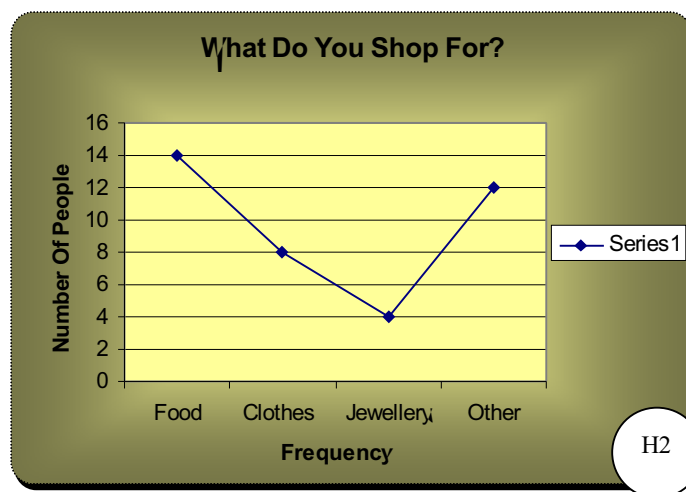 What Do You Shop For?
16
14
12
10
8
6
4
2
0
Number Of People
Food Clothes Jewellery Other
Frequency
Series1
H2